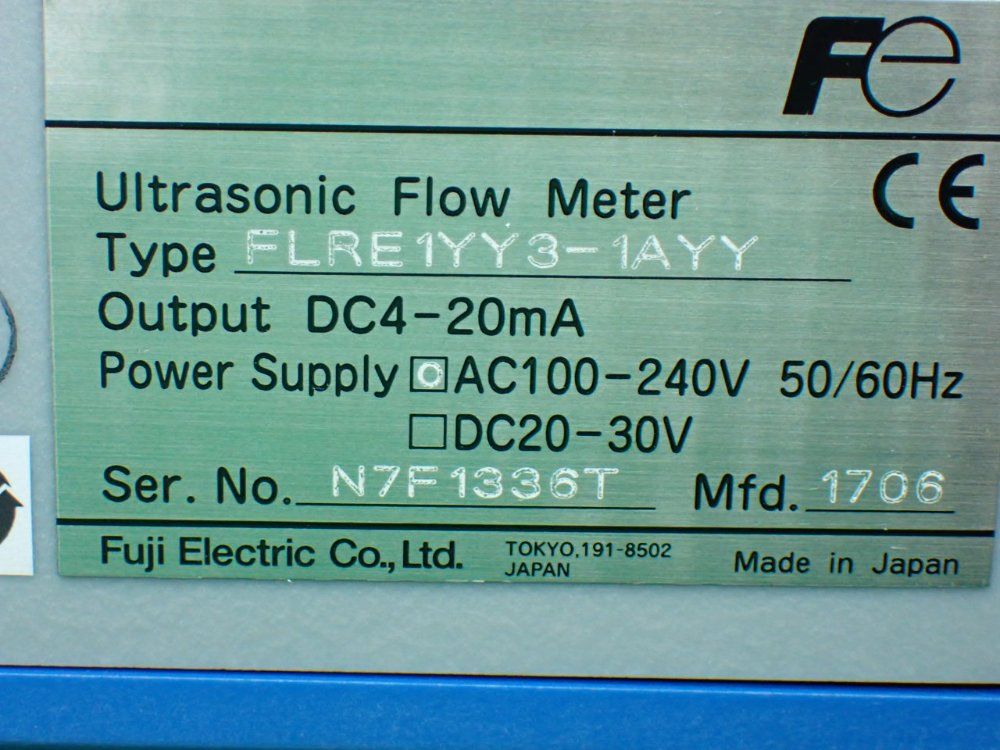 Fe
CE
Ultrasonic Flow Meter
Type FLRE1YY3-1AYY
Output DC4-20mA
Power Supply AC100-240V 50/60Hz
DC20-30V
Ser. No. N7F1336T Mfd. 1706
Fuji Electric Co., Ltd. TOKYO, 191-8502 Made in Japan
JAPAN